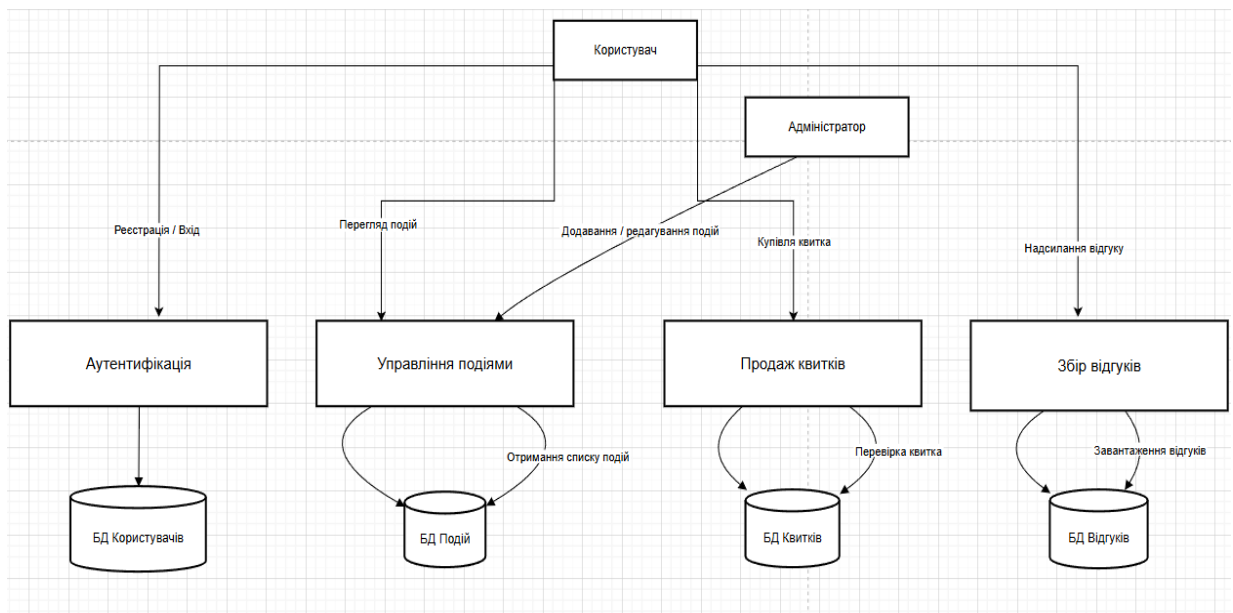 Користувач
Адміністратор
Реєстрація / Вхід
Перегляд подій
Додавання / редагування подій
Купівля квитка
Надсилання відгуку
Аутентифікація
Управління подіями
Продаж квитків
Збір відгуків
Отримання списку подій
Перевірка квитка
Завантаження відгуків
БД Користувачів
БД Подій
БД Квитків
БД Відгуків